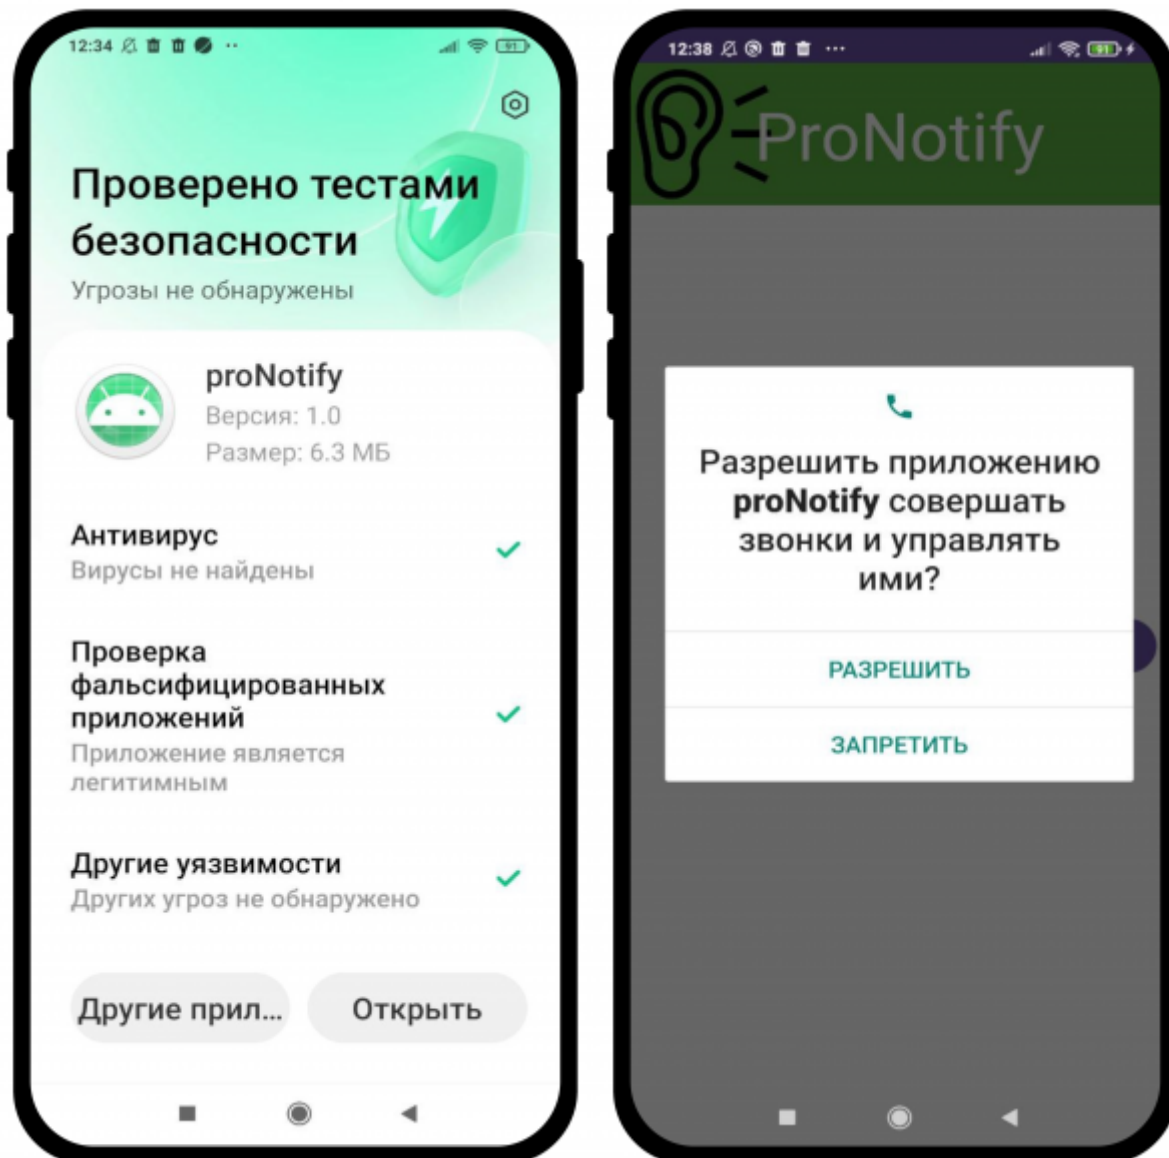 12:34
91
Проверено тестами
безопасности
Угрозы не обнаружены
proNotify
Версия: 1.0
Размер: 6.3 МБ
Антивирус
Вирусы не найдены
Проверка
фальсифицированных
приложений
Приложение является
легитимным
Другие уязвимости
Других угроз не обнаружено
Другие прил...
Открыть
12:38
91
ProNotify
Разрешить приложению
proNotify совершать
звонки и управлять
ими?
РАЗРЕШИТЬ
ЗАПРЕТИТЬ